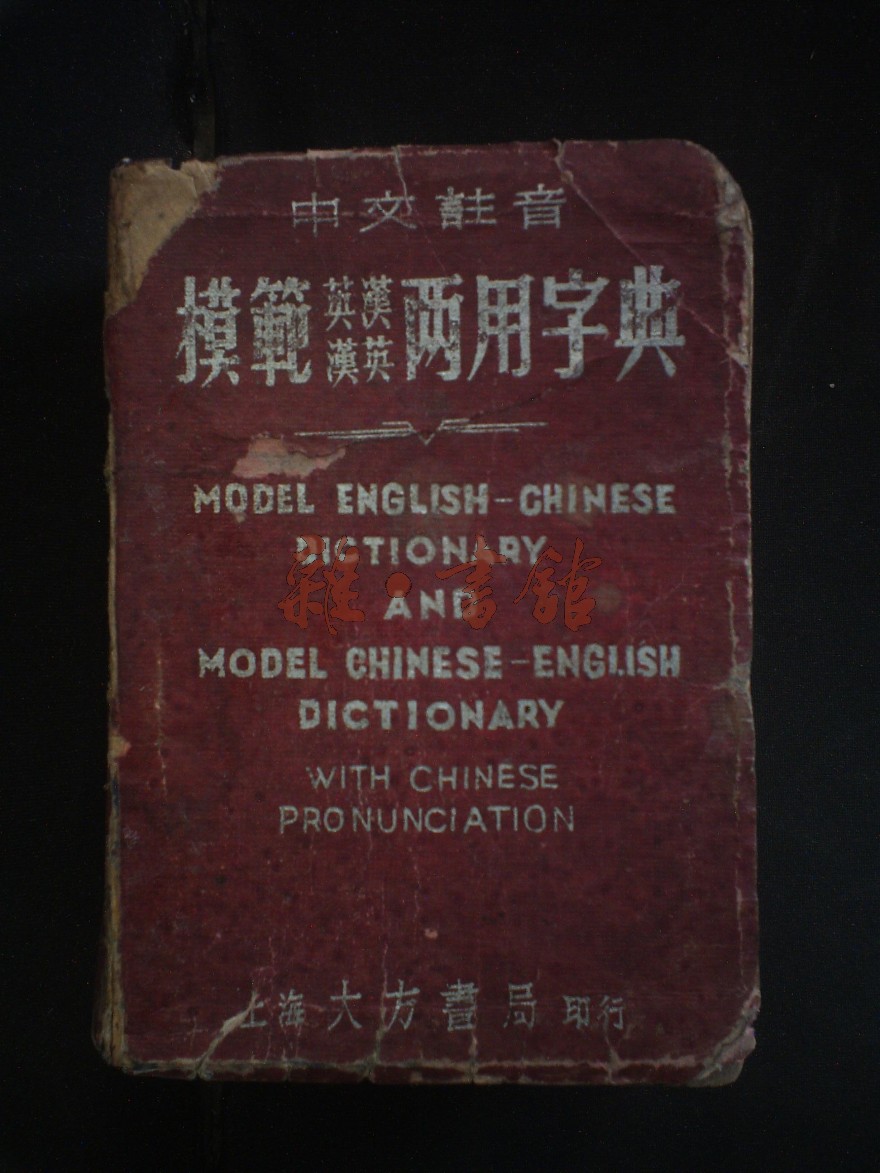 中文註音
模範英漢漢英两用字典
MODEL ENGLISH-CHINESE
DICTIONARY
AND
MODEL CHINESE-ENGLISH
DICTIONARY
WITH CHINESE
PRONUNCIATION
上海大方書局印行
雜·書館